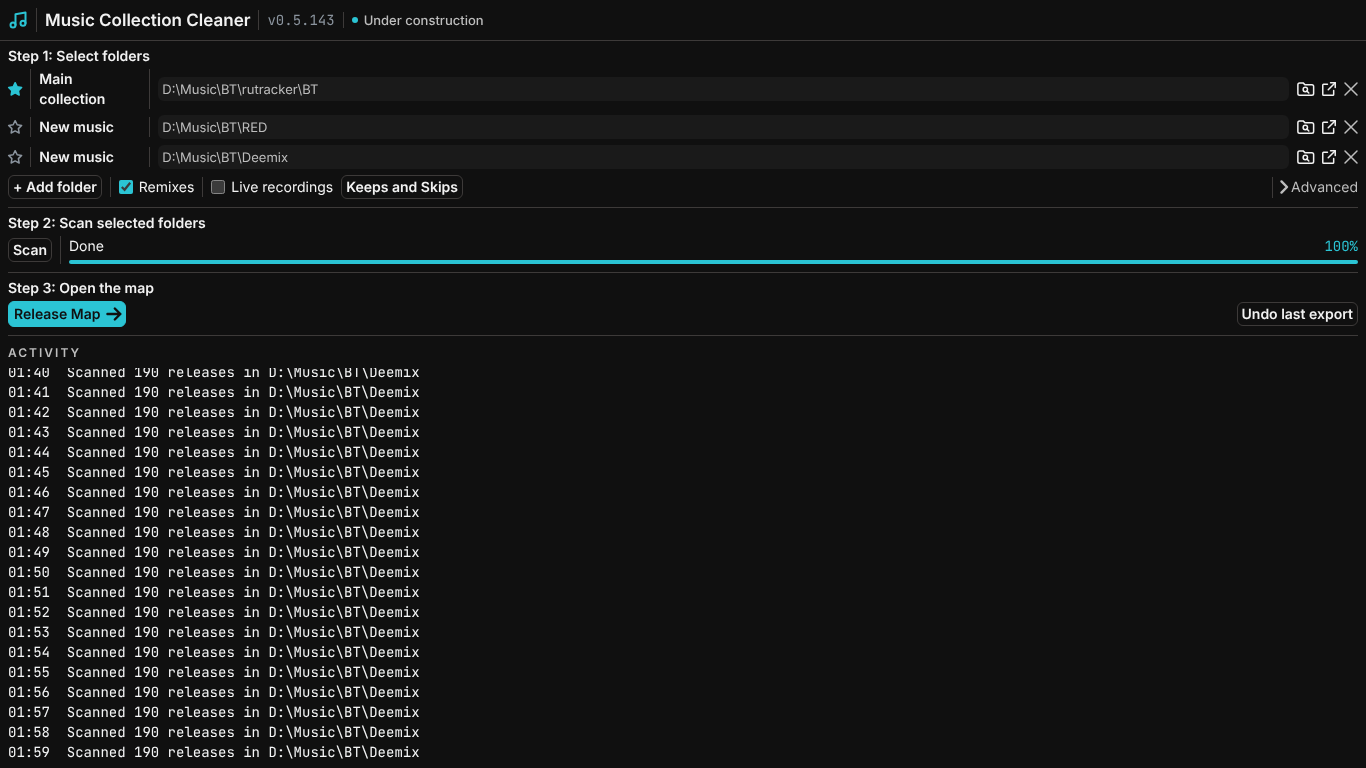 Music Collection Cleaner v0.5.143 Under construction
Step 1: Select folders
Main collection D:\Music\BT\rutracker\BT
New music D:\Music\BT\RED
New music D:\Music\BT\Deemix
+ Add folder Remixes Live recordings Keeps and Skips Advanced
Step 2: Scan selected folders
Scan Done 100%
Step 3: Open the map
Release Map Undo last export
ACTIVITY
01:40 Scanned 190 releases in D:\Music\BT\Deemix
01:41 Scanned 190 releases in D:\Music\BT\Deemix
01:42 Scanned 190 releases in D:\Music\BT\Deemix
01:43 Scanned 190 releases in D:\Music\BT\Deemix
01:44 Scanned 190 releases in D:\Music\BT\Deemix
01:45 Scanned 190 releases in D:\Music\BT\Deemix
01:46 Scanned 190 releases in D:\Music\BT\Deemix
01:47 Scanned 190 releases in D:\Music\BT\Deemix
01:48 Scanned 190 releases in D:\Music\BT\Deemix
01:49 Scanned 190 releases in D:\Music\BT\Deemix
01:50 Scanned 190 releases in D:\Music\BT\Deemix
01:51 Scanned 190 releases in D:\Music\BT\Deemix
01:52 Scanned 190 releases in D:\Music\BT\Deemix
01:53 Scanned 190 releases in D:\Music\BT\Deemix
01:54 Scanned 190 releases in D:\Music\BT\Deemix
01:55 Scanned 190 releases in D:\Music\BT\Deemix
01:56 Scanned 190 releases in D:\Music\BT\Deemix
01:57 Scanned 190 releases in D:\Music\BT\Deemix
01:58 Scanned 190 releases in D:\Music\BT\Deemix
01:59 Scanned 190 releases in D:\Music\BT\Deemix